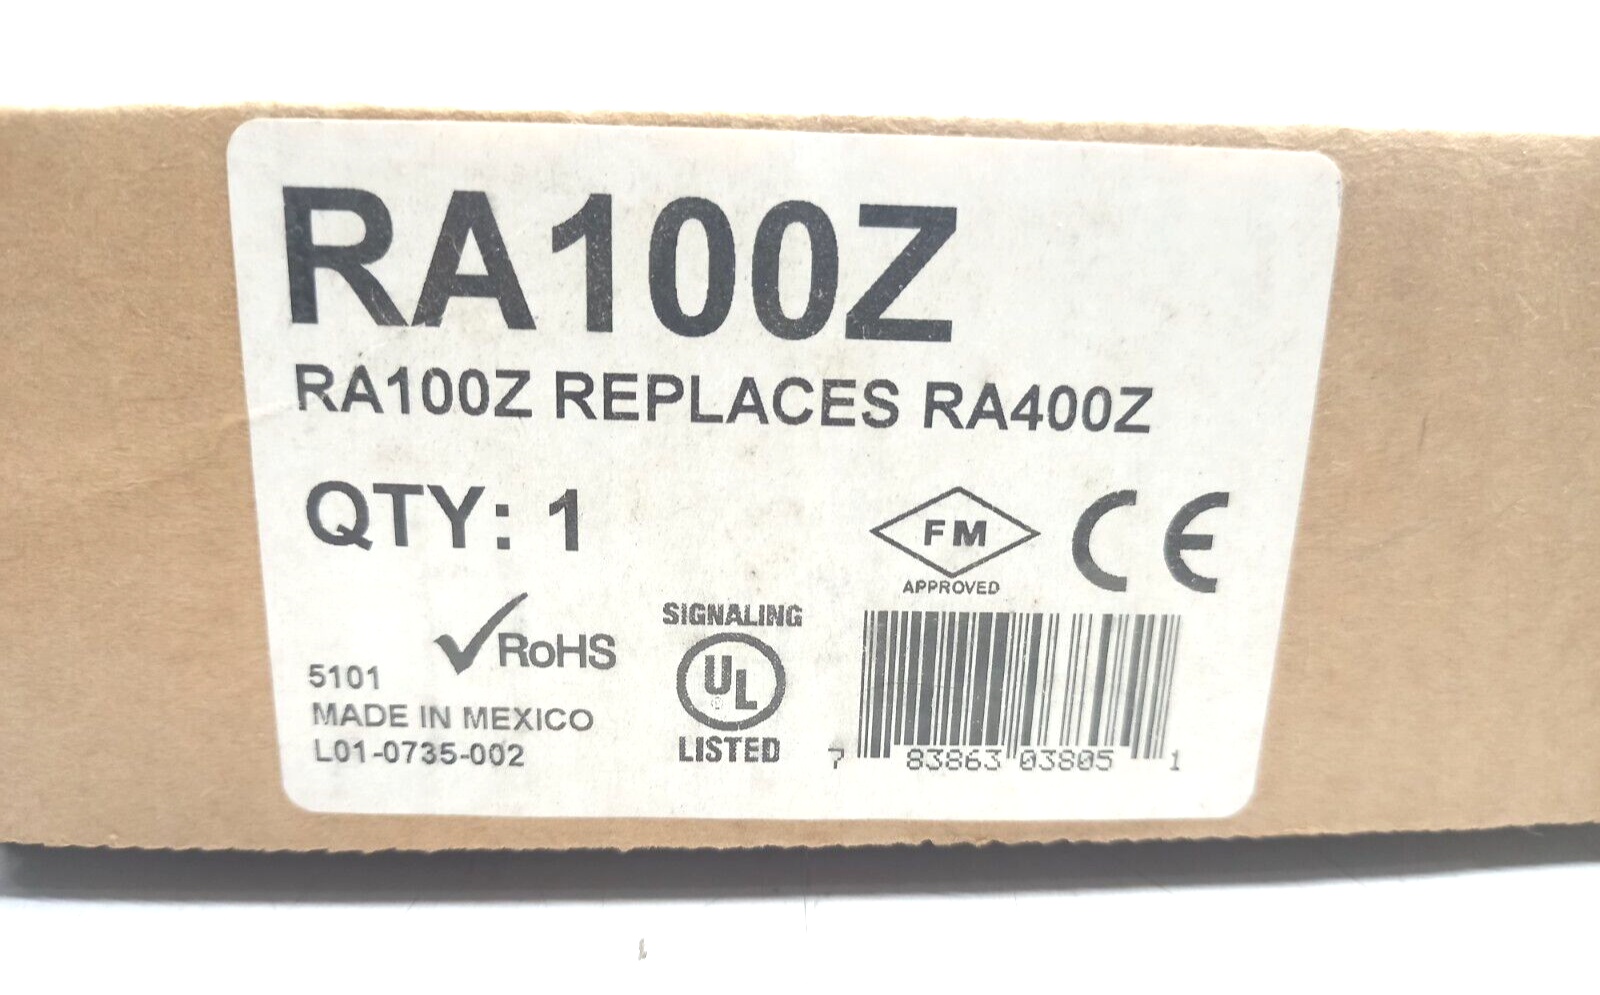 RA100Z
RA100Z REPLACES RA400Z
QTY: 1
FM
APPROVED
CE
RoHS
SIGNALING
UL
LISTED
5101
MADE IN MEXICO
L01-0735-002
7 83863 03805 1